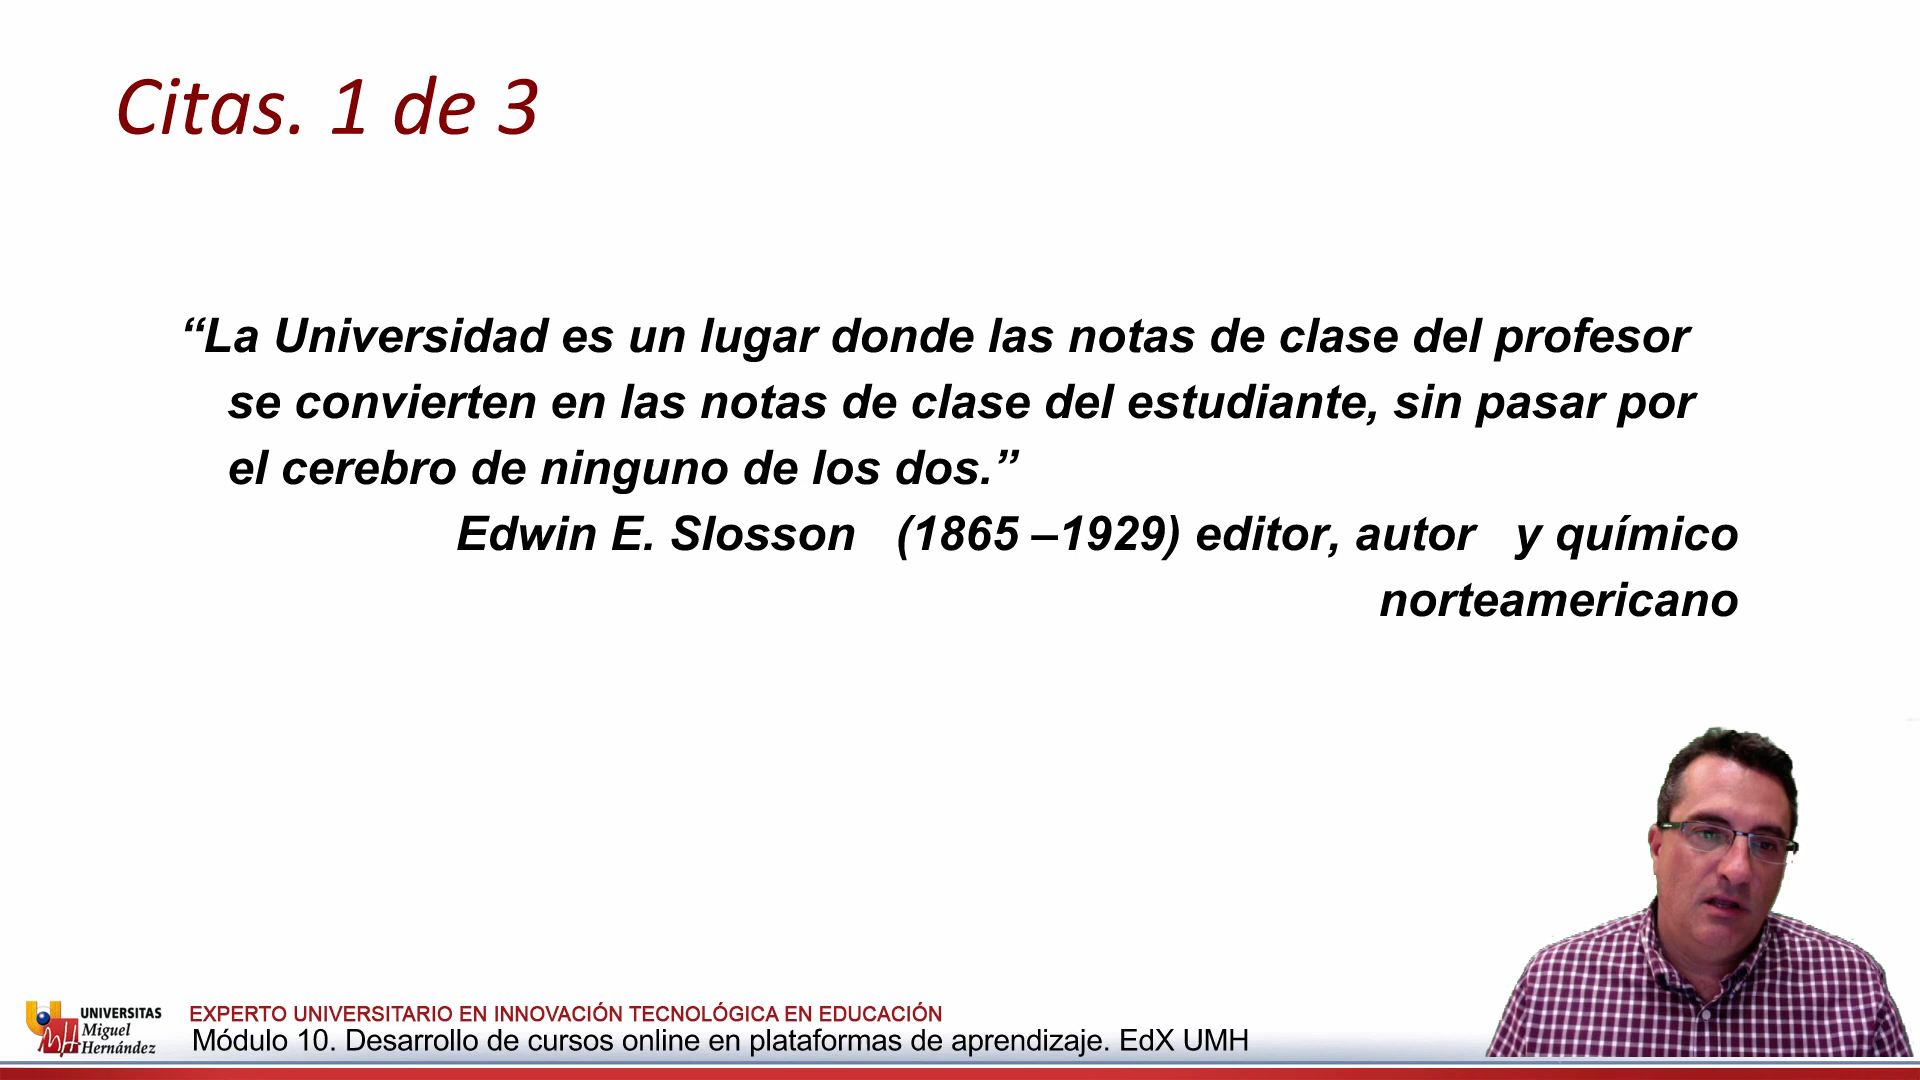 Citas. 1 de 3
“La Universidad es un lugar donde las notas de clase del profesor
se convierten en las notas de clase del estudiante, sin pasar por
el cerebro de ninguno de los dos.”
Edwin E. Slosson (1865 –1929) editor, autor y químico
norteamericano
UNIVERSITAS
Miguel
Hernández
EXPERTO UNIVERSITARIO EN INNOVACIÓN TECNOLÓGICA EN EDUCACIÓN
Módulo 10. Desarrollo de cursos online en plataformas de aprendizaje. EdX UMH